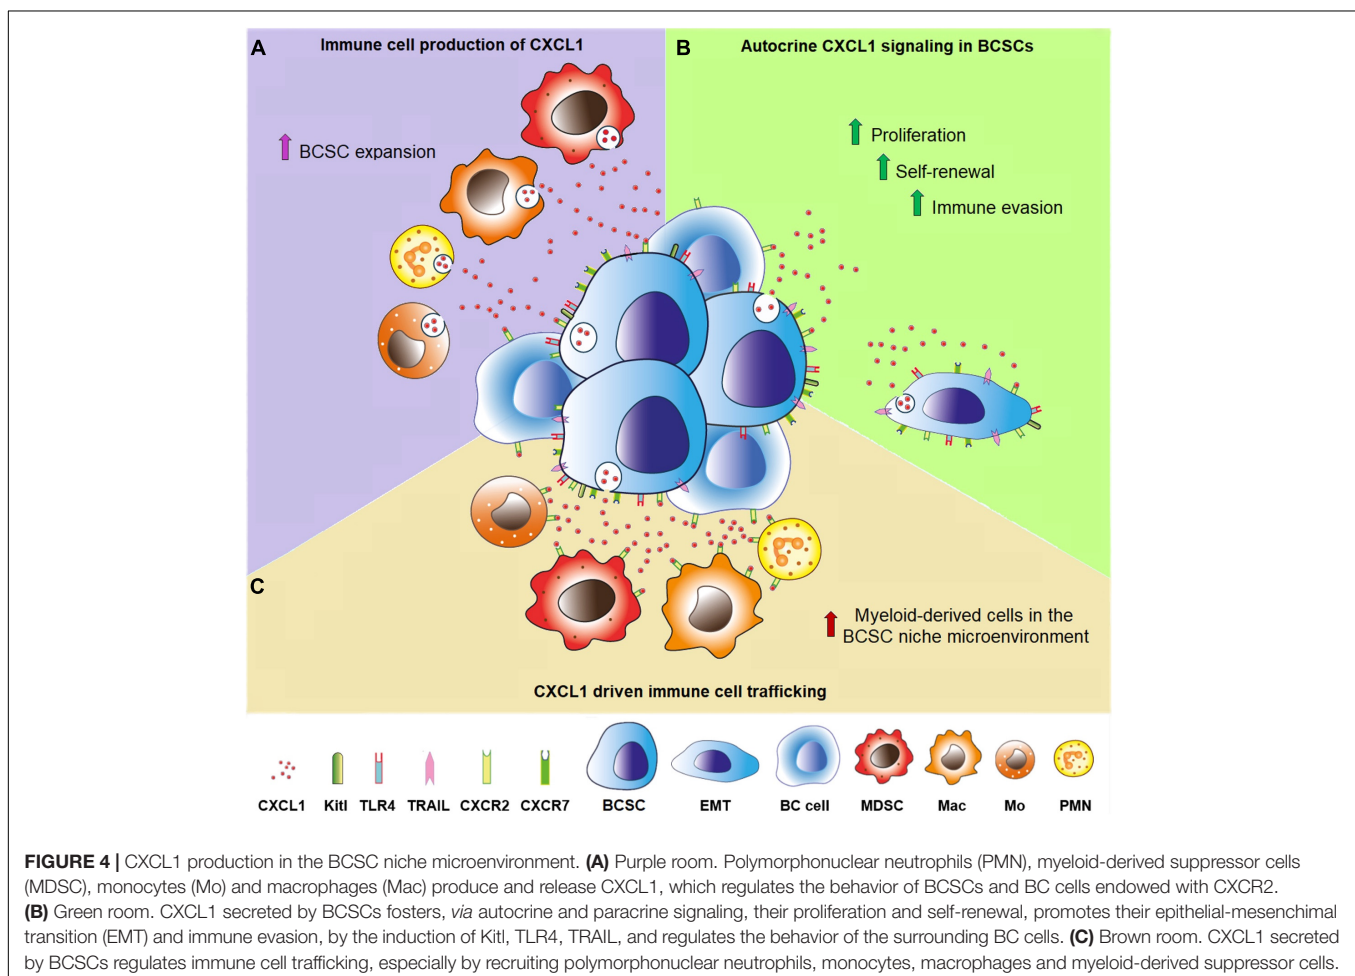 A
Immune cell production of CXCL1
BCSC expansion
B
Autocrine CXCL1 signaling in BCSCs
Proliferation
Self-renewal
Immune evasion
C
Myeloid-derived cells in the
BCSC niche microenvironment
CXCL1 driven immune cell trafficking
CXCL1 Kitl TLR4 TRAIL CXCR2 CXCR7 BCSC EMT BC cell MDSC Mac Mo PMN
FIGURE 4 | CXCL1 production in the BCSC niche microenvironment. (A) Purple room. Polymorphonuclear neutrophils (PMN), myeloid-derived suppressor cells
(MDSC), monocytes (Mo) and macrophages (Mac) produce and release CXCL1, which regulates the behavior of BCSCs and BC cells endowed with CXCR2.
(B) Green room. CXCL1 secreted by BCSCs fosters, via autocrine and paracrine signaling, their proliferation and self-renewal, promotes their epithelial-mesenchimal
transition (EMT) and immune evasion, by the induction of Kitl, TLR4, TRAIL, and regulates the behavior of the surrounding BC cells. (C) Brown room. CXCL1 secreted
by BCSCs regulates immune cell trafficking, especially by recruiting polymorphonuclear neutrophils, monocytes, macrophages and myeloid-derived suppressor cells.